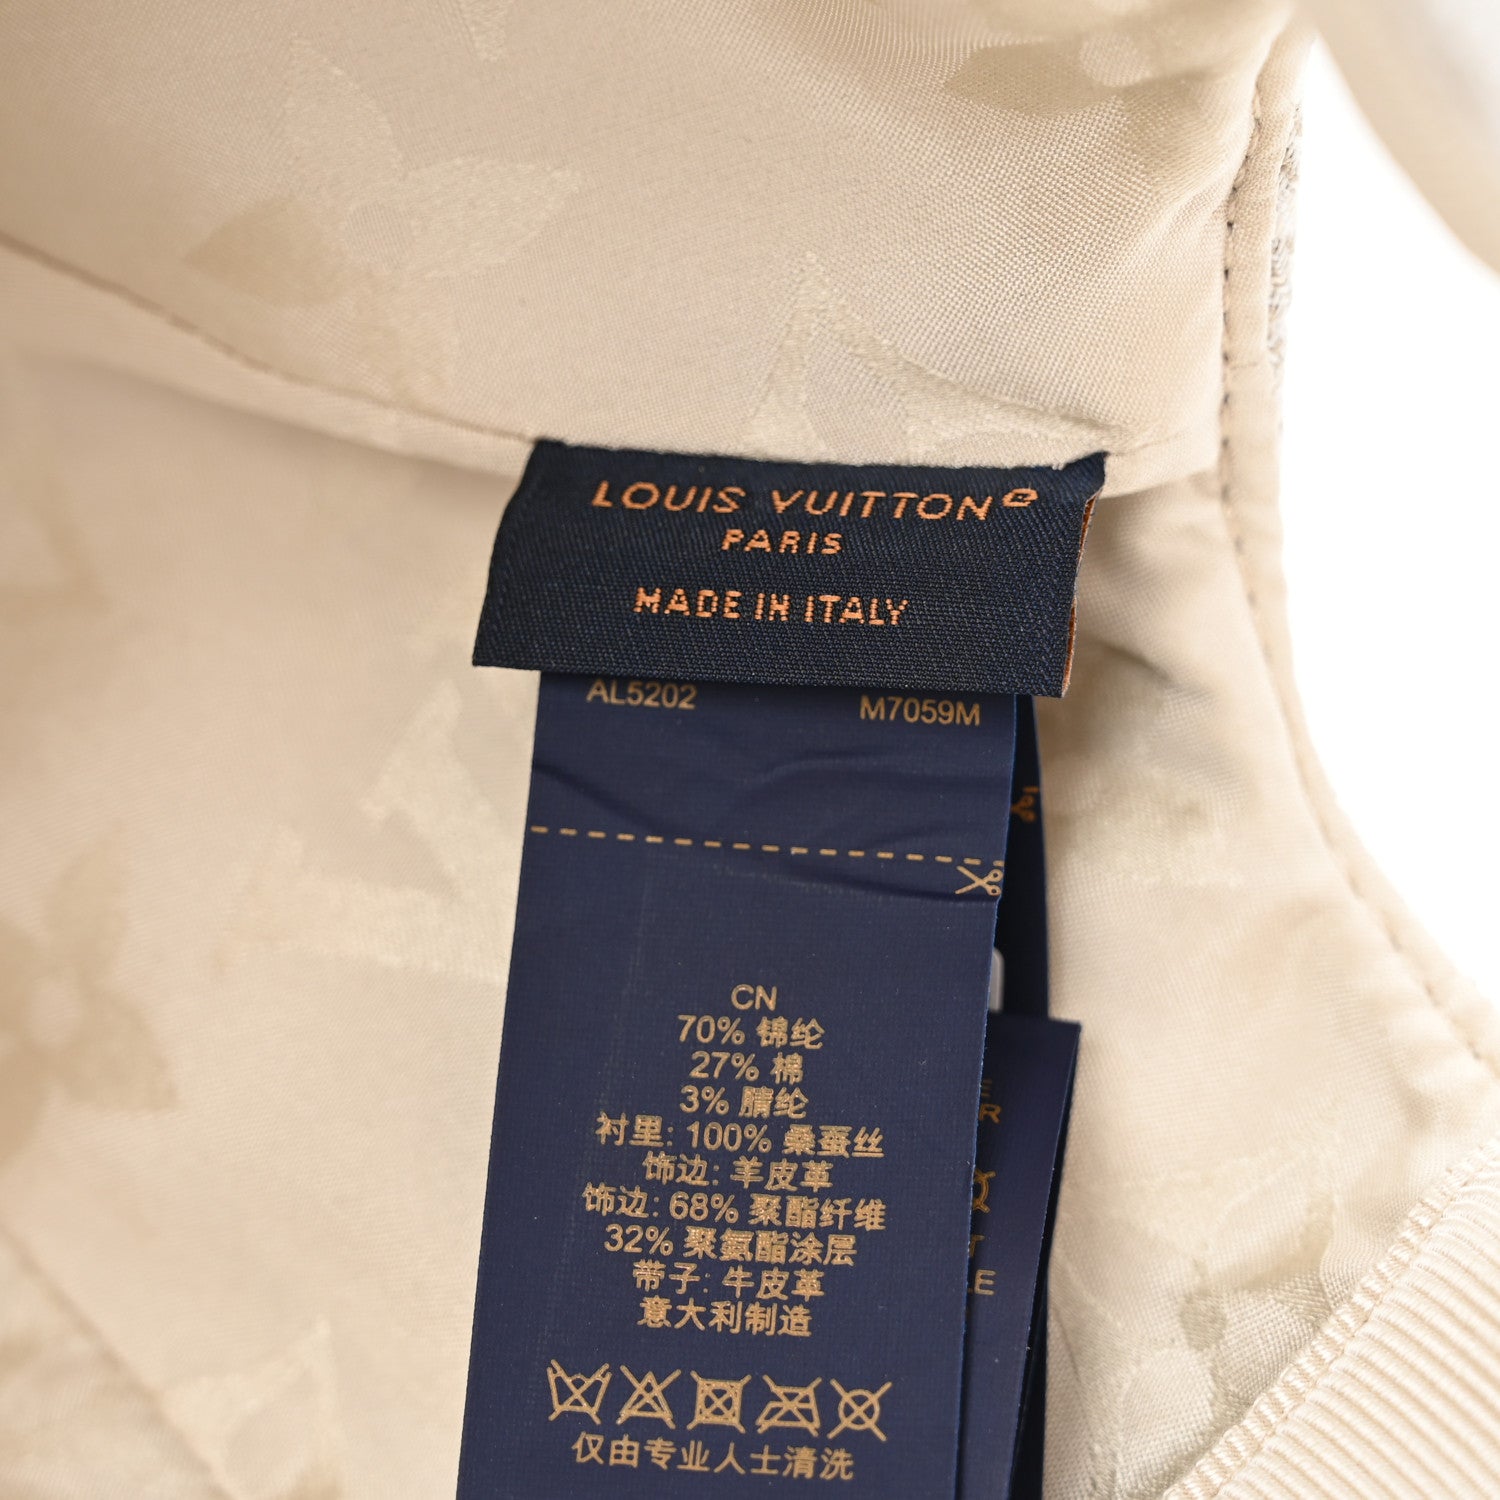 LOUIS VUITTON®
PARIS
MADE IN ITALY
AL5202 M7059M
CN
70% 锦纶
27% 棉
3% 腈纶
衬里: 100% 桑蚕丝
饰边: 羊皮革
饰边: 68% 聚酯纤维
32% 聚氨酯涂层
带子: 牛皮革
意大利制造
仅由专业人士清洗